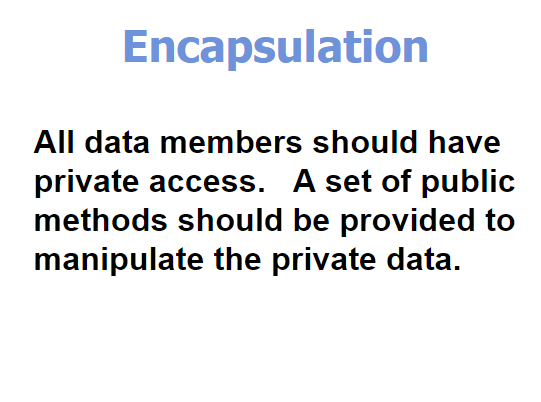 Encapsulation
All data members should have
private access.   A set of public
methods should be provided to
manipulate the private data.